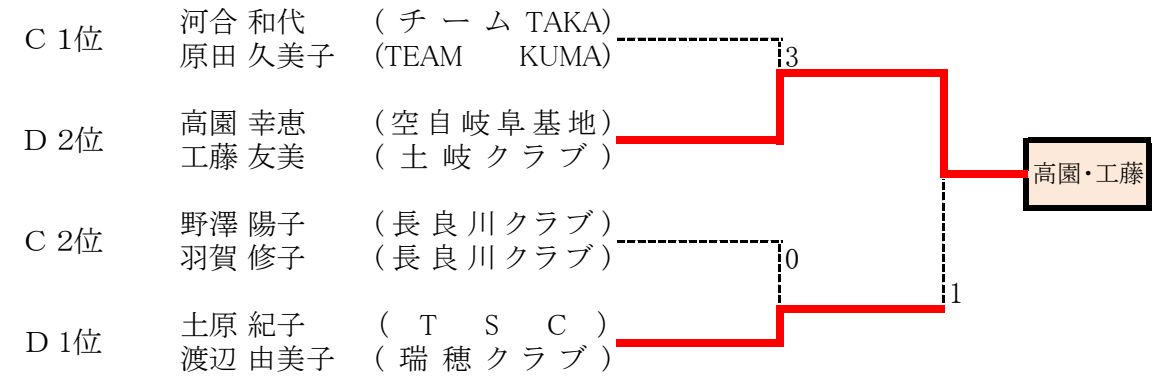 C 1位 河合 和代 (チーム TAKA)
原田 久美子 (TEAM KUMA)
3
D 2位 高園 幸恵 (空自岐阜基地)
工藤 友美 (土岐クラブ)
高園・工藤
C 2位 野澤 陽子 (長良川クラブ)
羽賀 修子 (長良川クラブ)
0
1
D 1位 土原 紀子 (T S C)
渡辺 由美子 (瑞穂クラブ)